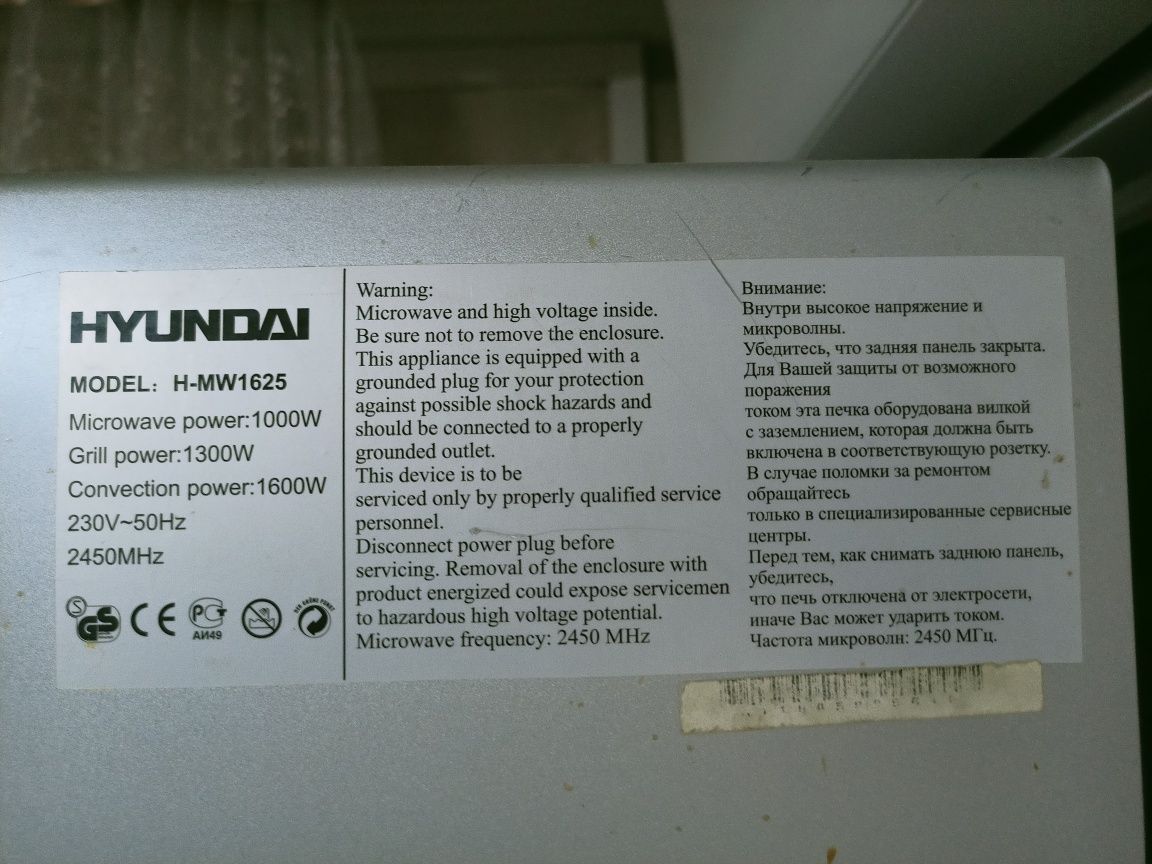 HYUNDAI
MODEL: H-MW1625
Microwave power:1000W
Grill power:1300W
Convection power:1600W
230V~50Hz
2450MHz
GS
CE
РСТ
АИ49
DER GRÜNE PUNKT
Warning:
Microwave and high voltage inside.
Be sure not to remove the enclosure.
This appliance is equipped with a
grounded plug for your protection
against possible shock hazards and
should be connected to a properly
grounded outlet.
This device is to be
serviced only by properly qualified service
personnel.
Disconnect power plug before
servicing. Removal of the enclosure with
product energized could expose servicemen
to hazardous high voltage potential.
Microwave frequency: 2450 MHz
Внимание:
Внутри высокое напряжение и
микроволны.
Убедитесь, что задняя панель закрыта.
Для Вашей защиты от возможного
поражения
током эта печка оборудована вилкой
с заземлением, которая должна быть
включена в соответствующую розетку.
В случае поломки за ремонтом
обращайтесь
только в специализированные сервисные
центры.
Перед тем, как снимать заднюю панель,
убедитесь,
что печь отключена от электросети,
иначе Вас может ударить током.
Частота микроволн: 2450 МГц.